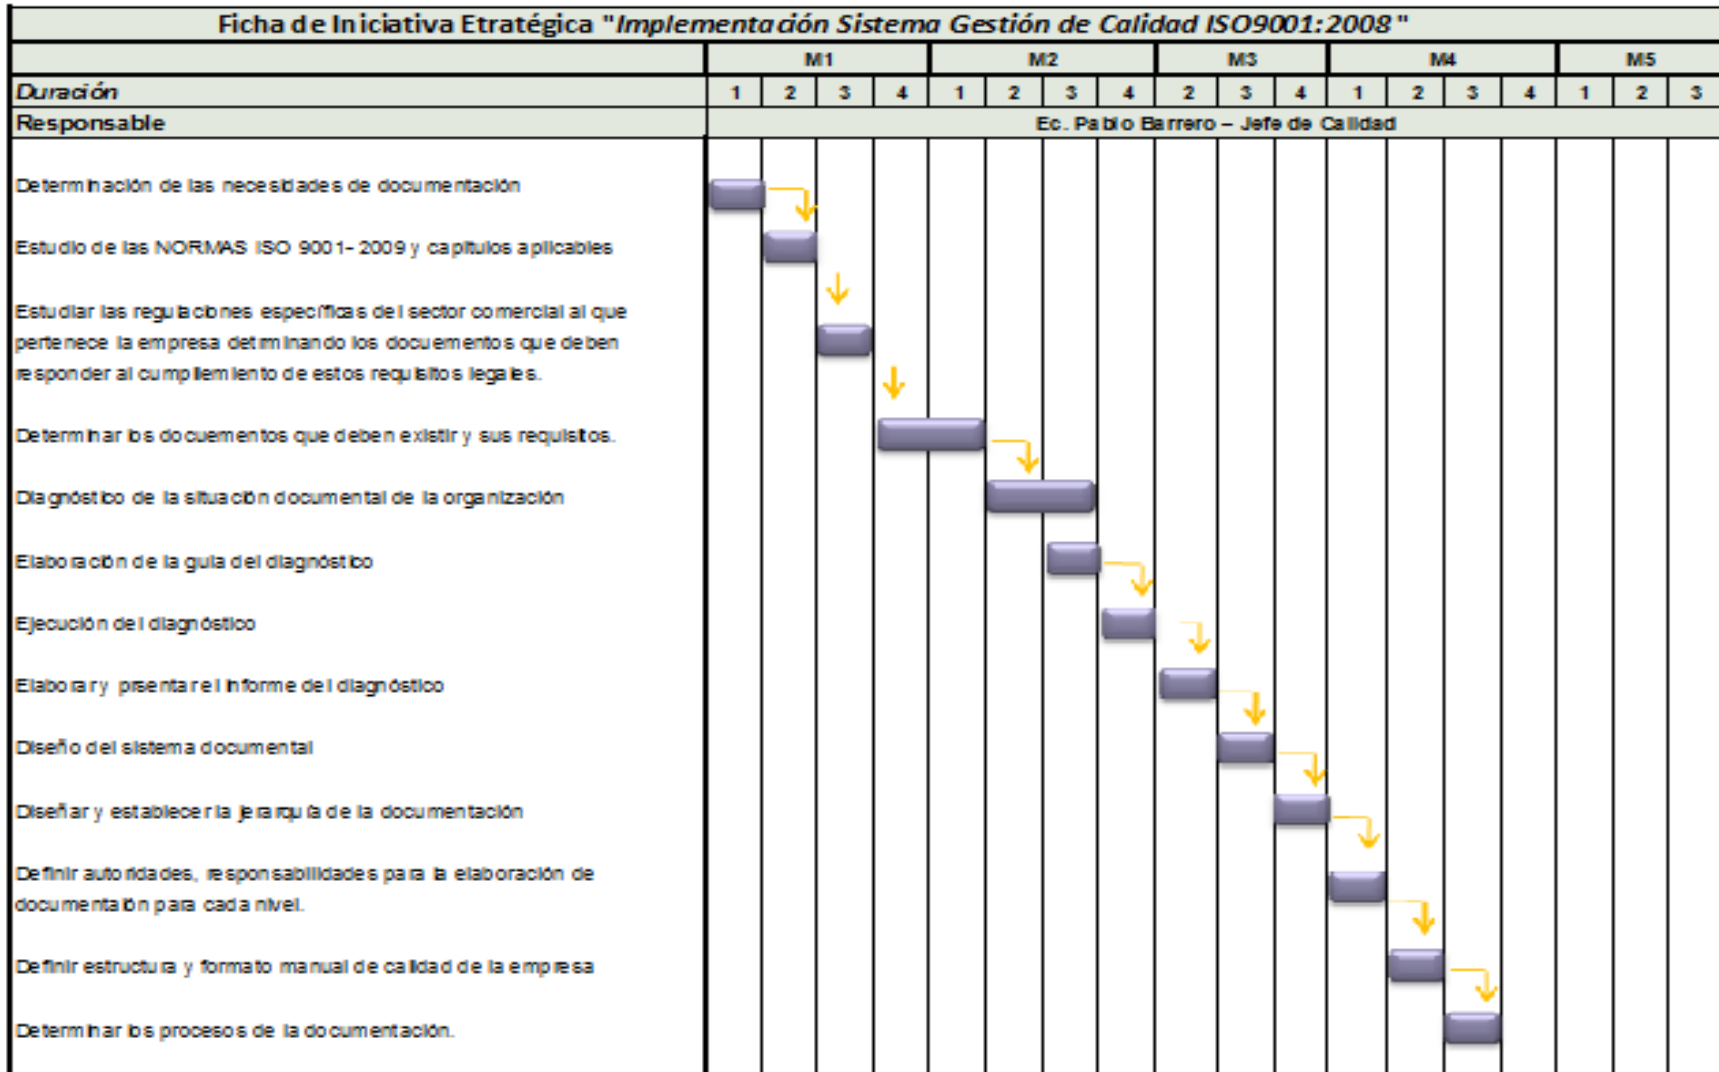 Ficha de Iniciativa Etratégica "Implementación Sistema Gestión de Calidad ISO9001:2008"
M1 M2 M3 M4 M5
Duración 1 2 3 4 1 2 3 4 2 3 4 1 2 3 4 1 2 3
Responsable Ec. Pablo Barrero – Jefe de Calidad
Determinación de las necesidades de documentación
Estudio de las NORMAS ISO 9001- 2009 y capítulos aplicables
Estudiar las regulaciones específicas del sector comercial al que
pertenece la empresa detrminando los docuementos que deben
responder al cumpliemiento de estos requisitos legales.
Determinar los docuementos que deben existir y sus requisitos.
Diagnóstico de la situación documental de la organización
Elaboración de la guía del diagnóstico
Ejecución del diagnóstico
Elaborar y prsentar el informe del diagnóstico
Diseño del sistema documental
Diseñar y establecer la jerarquía de la documentación
Definir autoridades, responsabilidades para la elaboración de
documentaión para cada nivel.
Definir estructura y formato manual de calidad de la empresa
Determinar los procesos de la documentación.